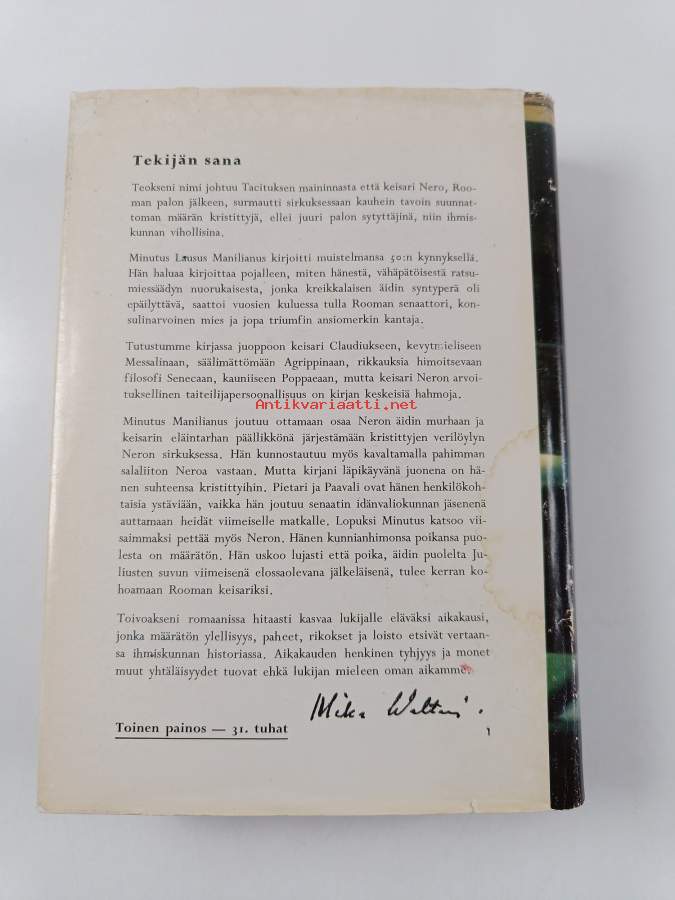 Tekijän sana
Teokseni nimi johtuu Tacituksen maininnasta että keisari Nero, Roo-
man palon jälkeen, surmautti sirkuksessaan kauhein tavoin suunnat-
toman määrän kristittyjä, ellei juuri palon sytyttäjinä, niin ihmis-
kunnan vihollisina.
Minutus Lausus Manilianus kirjoitti muistelmansa 50:n kynnyksellä.
Hän haluaa kirjoittaa pojalleen, miten hänestä, vähäpätöisestä ratsu-
miessäädyn nuorukaisesta, jonka kreikkalaisen äidin syntyperä oli
epäilyttävä, saattoi vuosien kuluessa tulla Rooman senaattori, kon-
sulinarvoinen mies ja jopa triumfin ansiomerkin kantaja.
Tutustumme kirjassa juoppoon keisari Claudiukseen, kevytmieliseen
Messalinaan, säälimättömään Agrippinaan, rikkauksia himoitsevaan
filosofi Senecaan, kauniiseen Poppaeaan, mutta keisari Neron arvoi-
tuksellinen taiteilijapersoonallisuus on kirjan keskeisiä hahmoja.
Antikvariaatti.net
Minutus Manilianus joutuu ottamaan osaa Neron äidin murhaan ja
keisarin eläintarhan päällikkönä järjestämään kristittyjen verilöylyn
Neron sirkuksessa. Hän kunnostautuu myös kavaltamalla pahimman
salaliiton Neroa vastaan. Mutta kirjani läpikäyvänä juonena on hä-
nen suhteensa kristittyihin. Pietari ja Paavali ovat hänen henkilökoh-
taisia ystäviään, vaikka hän joutuu senaatin idänvaliokunnan jäsenenä
auttamaan heidät viimeiselle matkalle. Lopuksi Minutus katsoo vii-
saimmaksi pettää myös Neron. Hänen kunnianhimonsa poikansa puo-
lesta on määrätön. Hän uskoo lujasti että poika, äidin puolelta Ju-
liusten suvun viimeisenä elossaolevana jälkeläisenä, tulee kerran ko-
hoamaan Rooman keisariksi.
Toivoakseni romaanissa hitaasti kasvaa lukijalle eläväksi aikakausi,
jonka määrätön ylellisyys, paheet, rikokset ja loisto etsivät vertaan-
sa ihmiskunnan historiassa. Aikakauden henkinen tyhjyys ja monet
muut yhtäläisyydet tuovat ehkä lukijan mieleen oman aikamme.
Mika Waltari.
Toinen painos — 31. tuhat
1